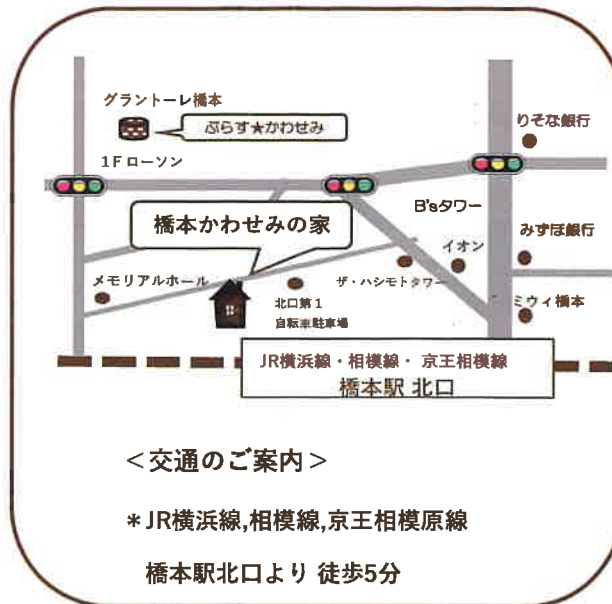 グラントーレ橋本
ぷらす★かわせみ
1Fローソン
りそな銀行
B'sタワー
橋本かわせみの家
みずほ銀行
イオン
メモリアルホール
ザ・ハシモトタワー
北口第1
自転車駐車場
ミウィ橋本
JR横浜線・相模線・ 京王相模線
橋本駅 北口
＜交通のご案内＞
＊JR横浜線,相模線,京王相模原線
橋本駅北口より 徒歩5分